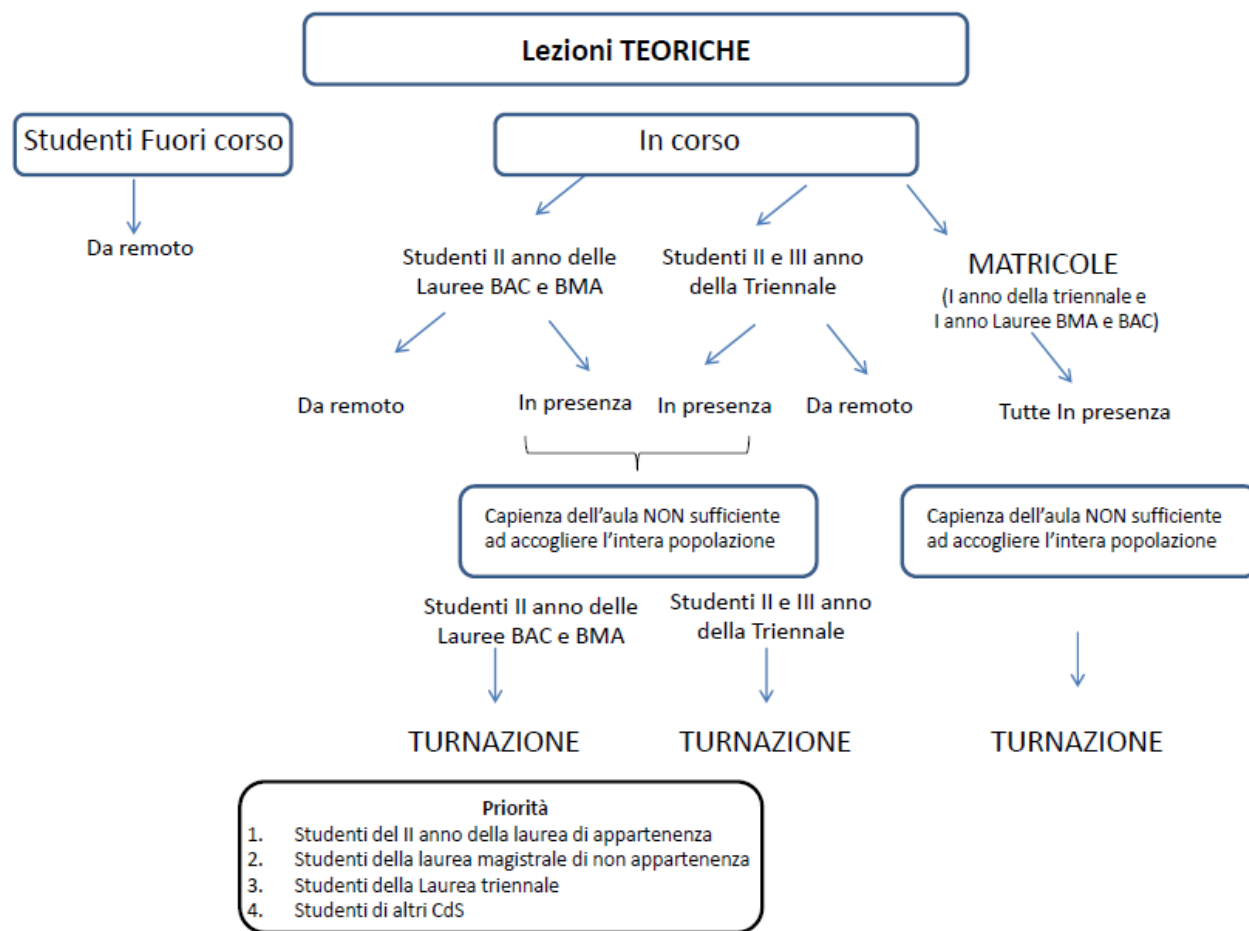 Lezioni TEORICHE
Studenti Fuori corso
In corso
Da remoto
Studenti II anno delle
Lauree BAC e BMA
Studenti II e III anno
della Triennale
MATRICOLE
(I anno della triennale e
I anno Lauree BMA e BAC)
Da remoto
In presenza
In presenza
Da remoto
Tutte In presenza
Capienza dell'aula NON sufficiente
ad accogliere l'intera popolazione
Capienza dell'aula NON sufficiente
ad accogliere l'intera popolazione
Studenti II anno delle
Lauree BAC e BMA
Studenti II e III anno
della Triennale
TURNAZIONE
TURNAZIONE
TURNAZIONE
Priorità
1. Studenti del II anno della laurea di appartenenza
2. Studenti della laurea magistrale di non appartenenza
3. Studenti della Laurea triennale
4. Studenti di altri CdS